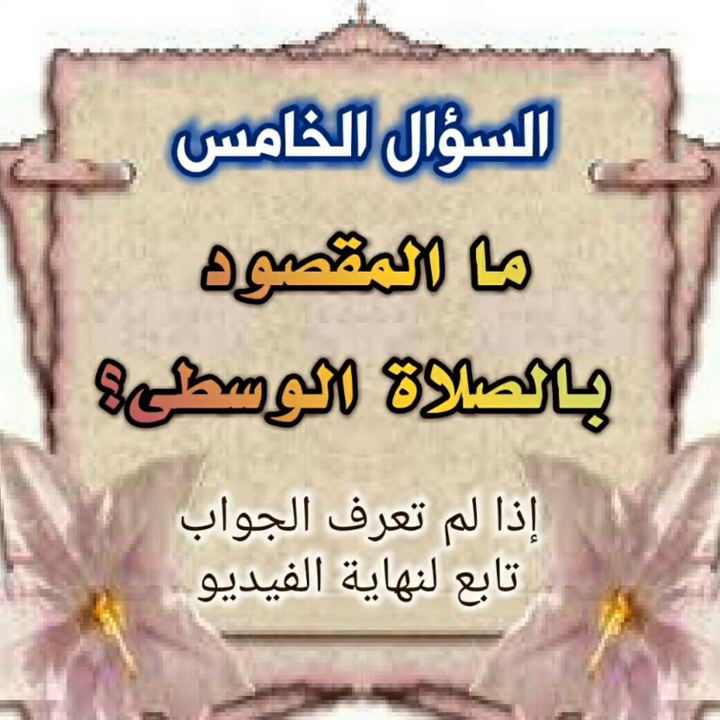 السؤال الخامس
ما المقصود
بالصلاة الوسطى؟
إذا لم تعرف الجواب
تابع لنهاية الفيديو